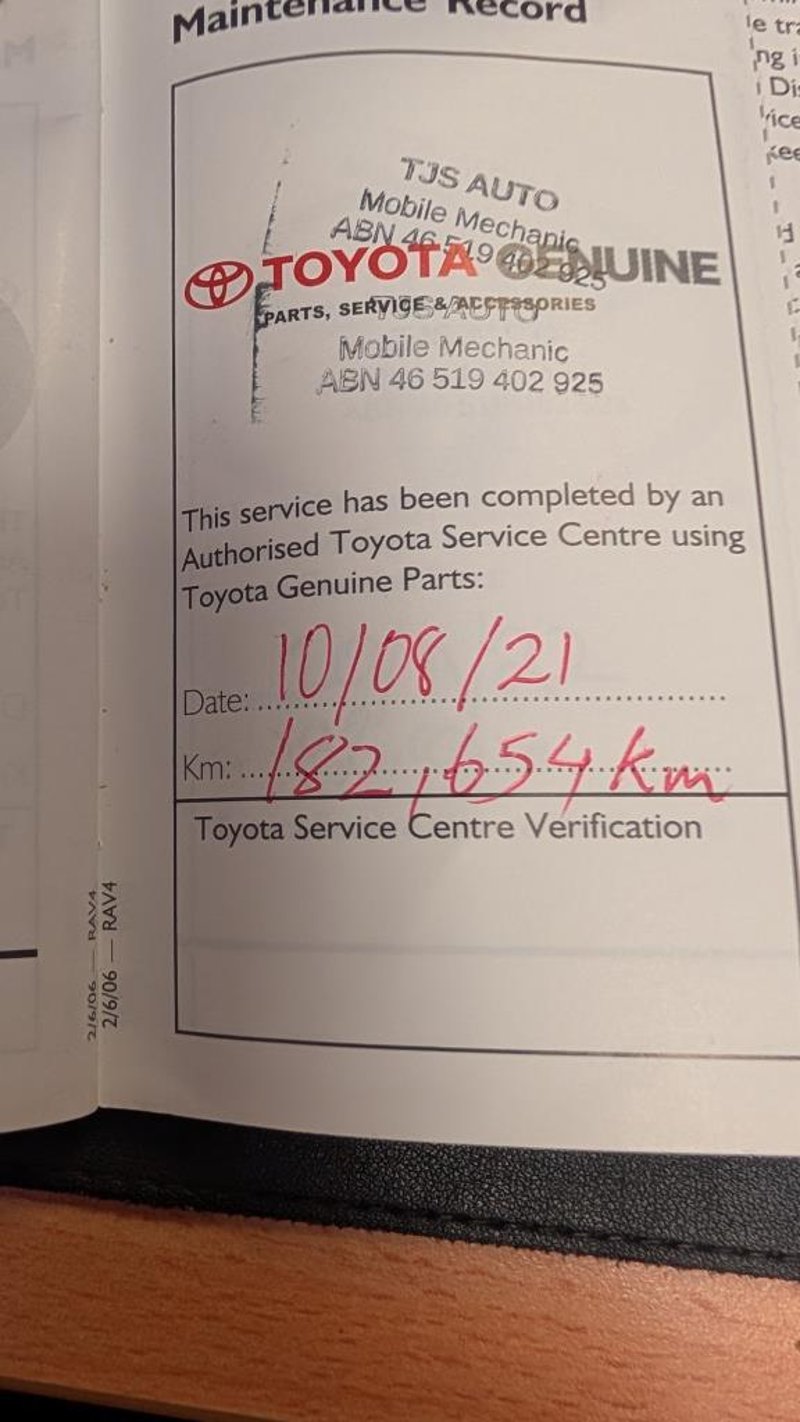 Maintenance Record
TJS AUTO
Mobile Mechanic
ABN 46 519 402 925
TOYOTA GENUINE
PARTS, SERVICE & ACCESSORIES
TJS AUTO
Mobile Mechanic
ABN 46 519 402 925
This service has been completed by an
Authorised Toyota Service Centre using
Toyota Genuine Parts:
Date: 10/08/21
Km: 182,654 km
Toyota Service Centre Verification
2/6/06 — RAV4
2/6/06 — RAV4